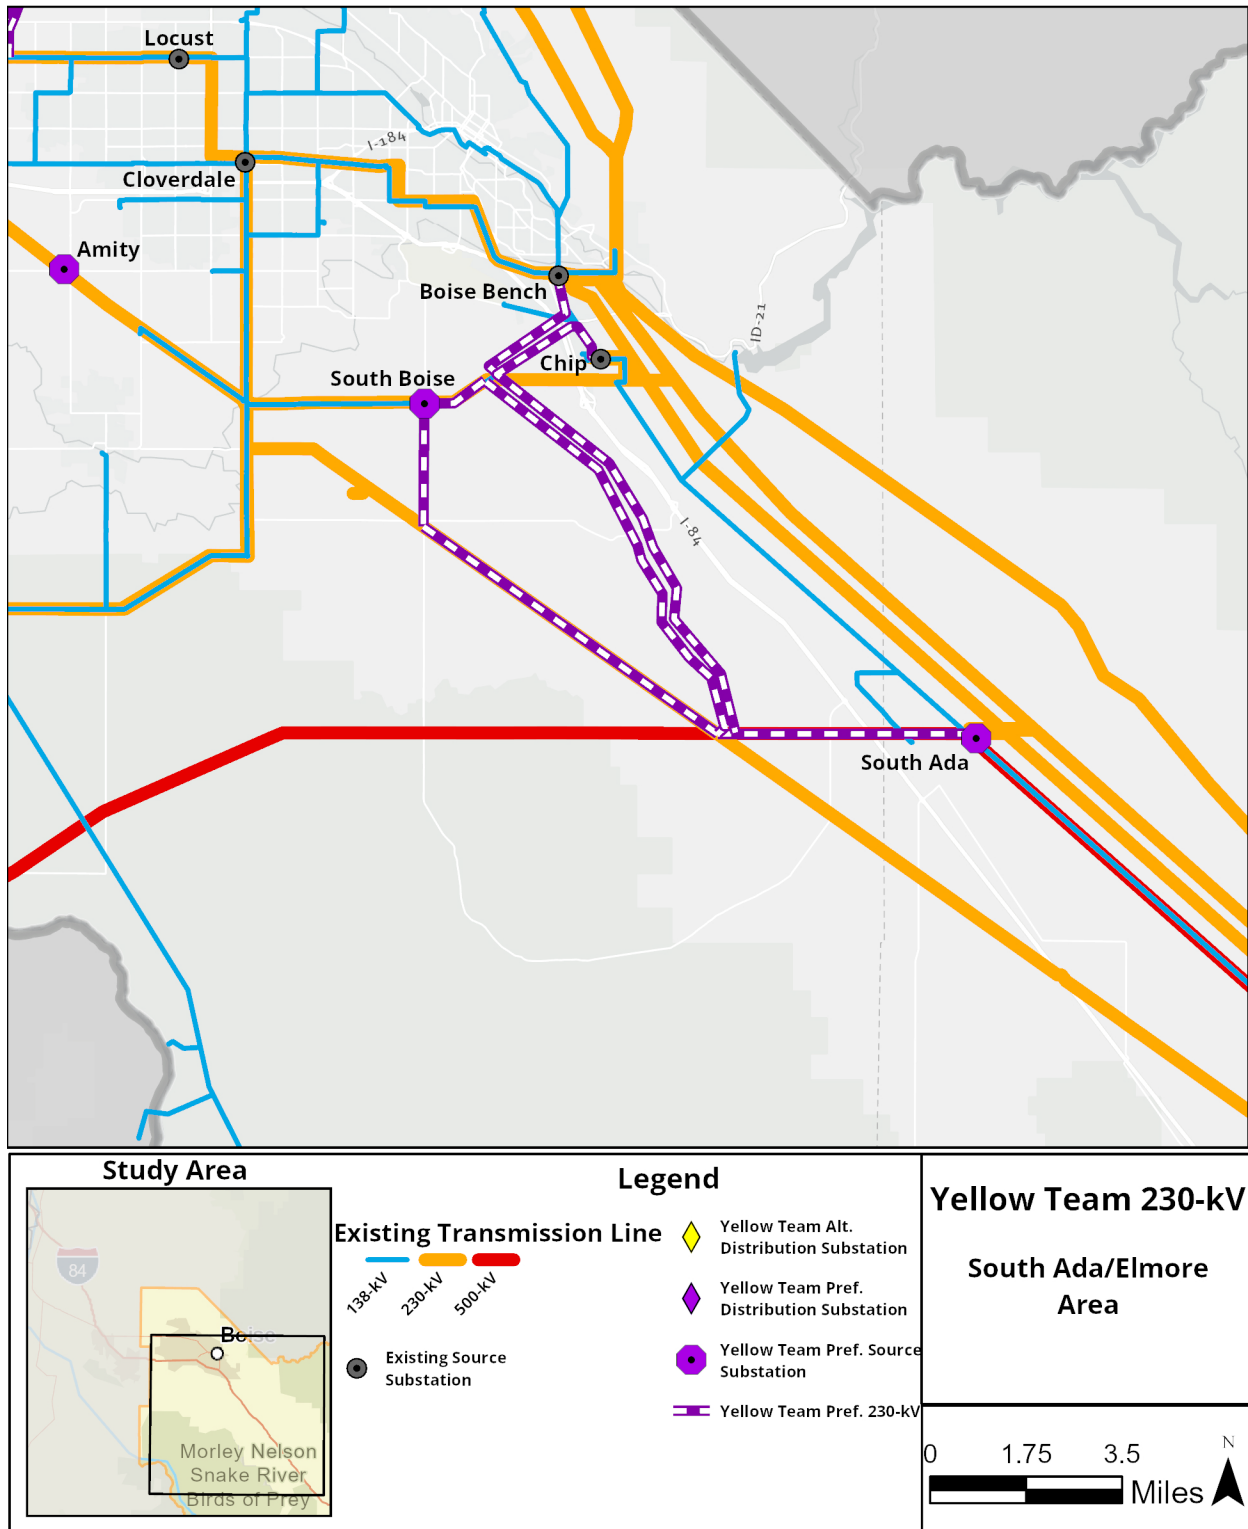 Locust
I-184
Cloverdale
Amity
Boise Bench
ID-21
Chip
South Boise
I-84
South Ada
Study Area
84
Boise
Morley Nelson
Snake River
Birds of Prey
Legend
Existing Transmission Line
138-kV
230-kV
500-kV
Existing Source
Substation
Yellow Team Alt.
Distribution Substation
Yellow Team Pref.
Distribution Substation
Yellow Team Pref. Source
Substation
Yellow Team Pref. 230-kV
Yellow Team 230-kV
South Ada/Elmore
Area
0 1.75 3.5
Miles
N